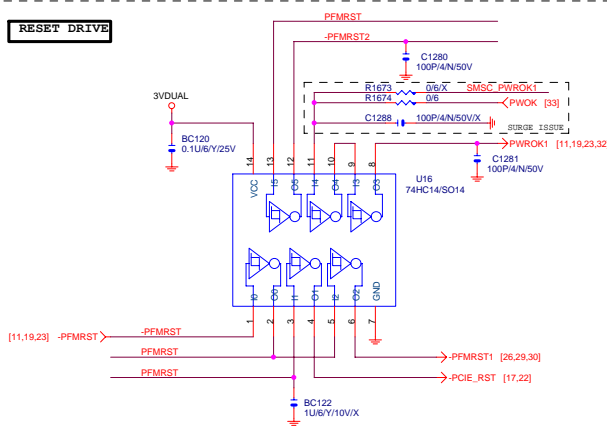 RESET DRIVE
PFMRST
-PFMRST2
C1280
100P/4/N/50V
R1673 0/6/X SMSC_PWROK1
R1674 0/6 PWOK [33]
C1288 100P/4/N/50V/X
SURGE ISSUE
3VDUAL
BC120
0.1U/6/Y/25V
PWROK1 [11,19,23,32
C1281
100P/4/N/50V
14 13 12 11 10 9 8
VCC I5 O5 I4 O4 I3 O3
U16
74HC14/SO14
I0 O0 I1 O1 I2 O2 GND
1 2 3 4 5 6 7
[11,19,23] -PFMRST -PFMRST
PFMRST -PFMRST1 [26,29,30]
PFMRST -PCIE_RST [17,22]
BC122
1U/6/Y/10V/X